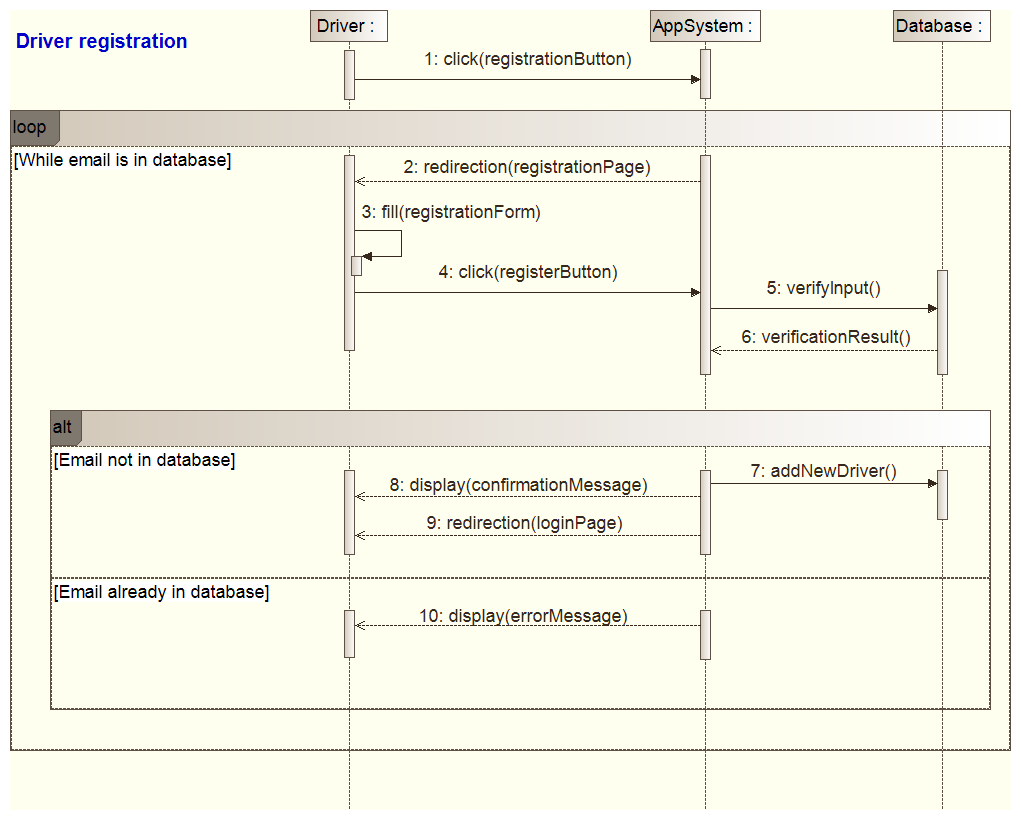 Driver registration
Driver :
AppSystem :
Database :
1: click(registrationButton)
loop
[While email is in database]
2: redirection(registrationPage)
3: fill(registrationForm)
4: click(registerButton)
5: verifyInput()
6: verificationResult()
alt
[Email not in database]
7: addNewDriver()
8: display(confirmationMessage)
9: redirection(loginPage)
[Email already in database]
10: display(errorMessage)